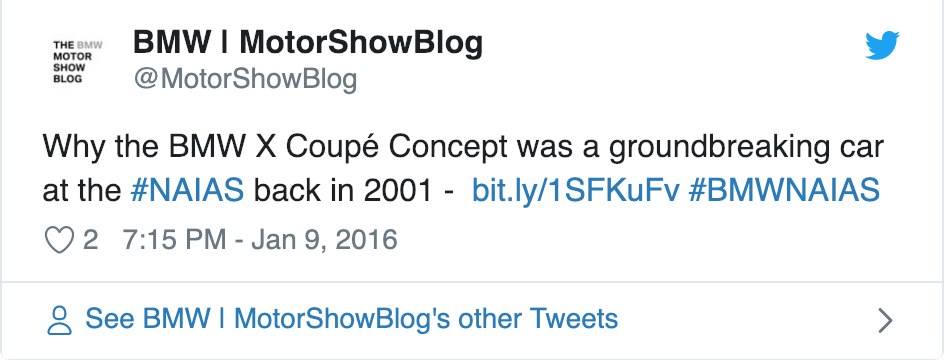 THE BMW
MOTOR
SHOW
BLOG
BMW I MotorShowBlog
@MotorShowBlog
Why the BMW X Coupé Concept was a groundbreaking car
at the #NAIAS back in 2001 - bit.ly/1SFKuFv #BMWNAIAS
2 7:15 PM - Jan 9, 2016
See BMW I MotorShowBlog's other Tweets